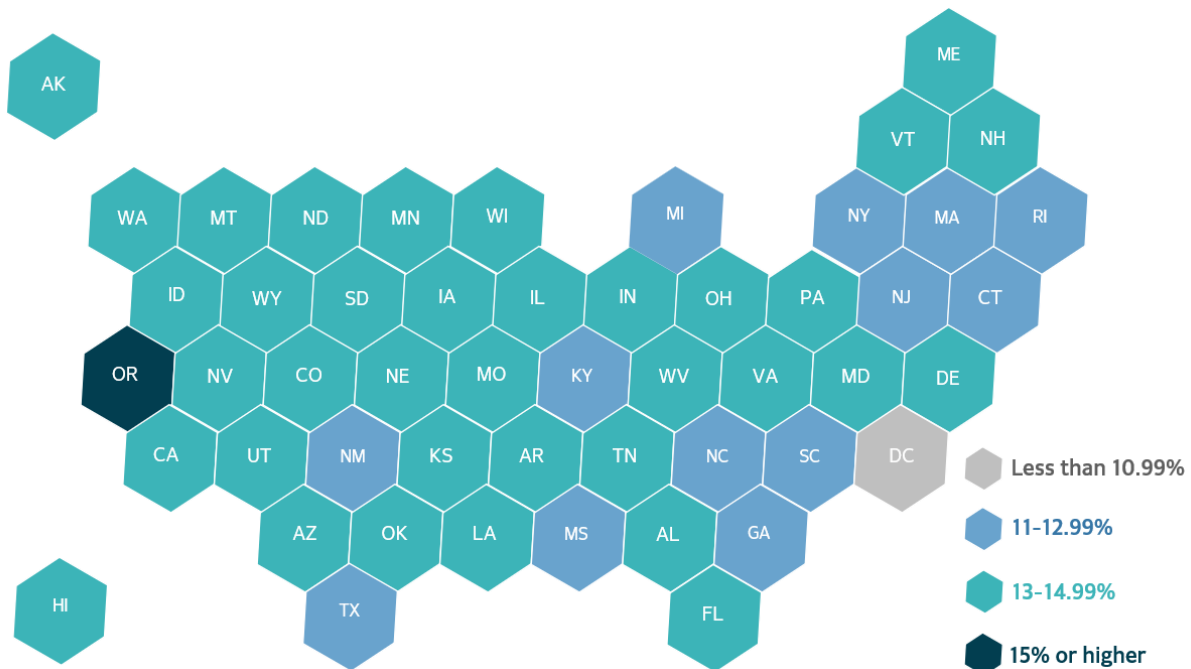 ME
AK
VT
NH
WA
MT
ND
MN
WI
MI
NY
MA
RI
ID
WY
SD
IA
IL
IN
OH
PA
NJ
CT
OR
NV
CO
NE
MO
KY
WV
VA
MD
DE
CA
UT
NM
KS
AR
TN
NC
SC
DC
Less than 10.99%
11-12.99%
AZ
OK
LA
MS
AL
GA
13-14.99%
HI
TX
FL
15% or higher